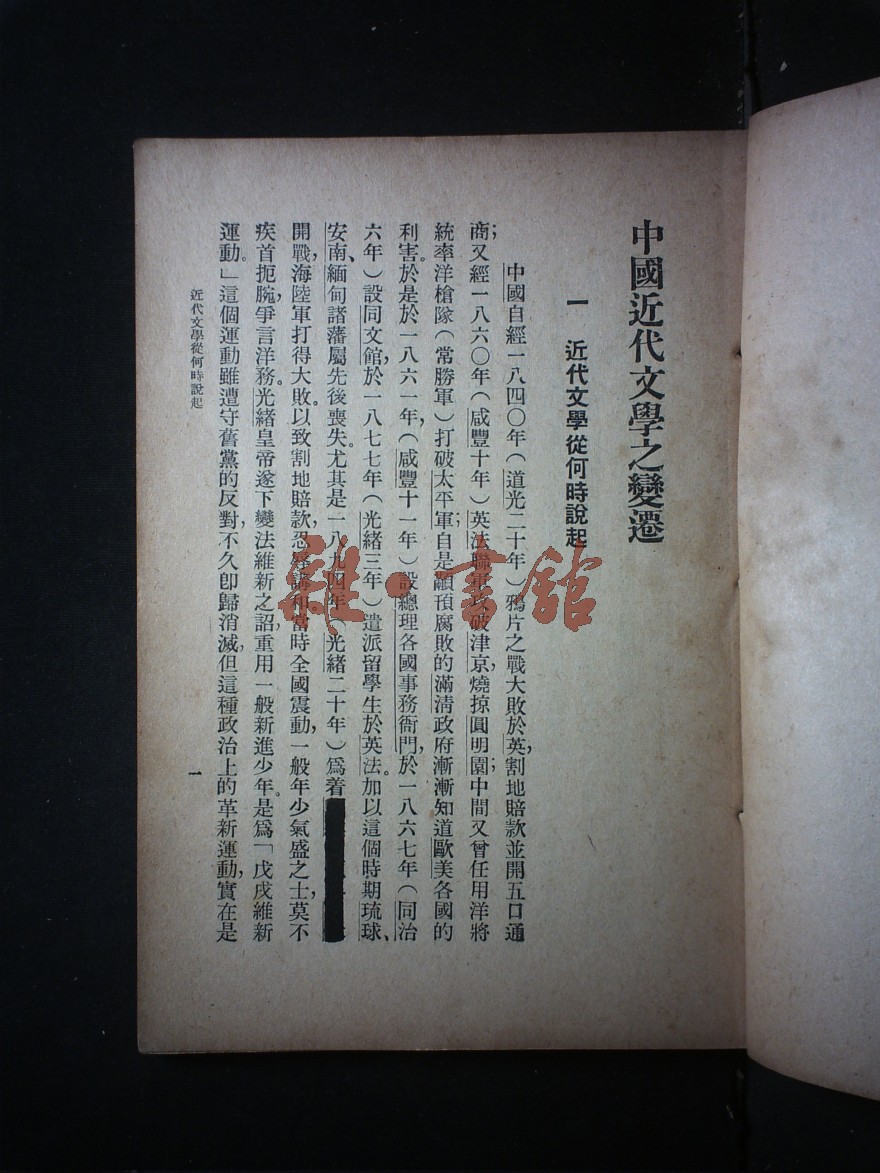 中國近代文學之變遷
一 近代文學從何時說起
中國自經一八四〇年(道光二十年)鴉片之戰大敗於英,割地賠款並開五口通
商;又經一八六〇年(咸豐十年)英法聯軍攻破津京,燒掠圓明園;中間又曾任用洋將
統率洋槍隊(常勝軍)打破太平軍;自是顢頇腐敗的滿清政府漸漸知道歐美各國的
利害。於是於一八六一年(咸豐十一年)設總理各國事務衙門,於一八六七年(同治
六年)設同文館,於一八七七年(光緒三年)遣派留學生於英法。加以這個時期琉球、
安南、緬甸諸藩屬先後喪失。尤其是一八九四年(光緒二十年)爲着
開戰,海陸軍打得大敗。以致割地賠款,忍辱講和。當時全國震動,一般年少氣盛之士莫不
疾首扼腕,爭言洋務。光緒皇帝遂下變法維新之詔,重用一般新進少年。是爲「戊戌維新
運動。」這個運動雖遭守舊黨的反對,不久卽歸消滅,但這種政治上的革新運動,實在是
近代文學從何時說起
一
雜·書館